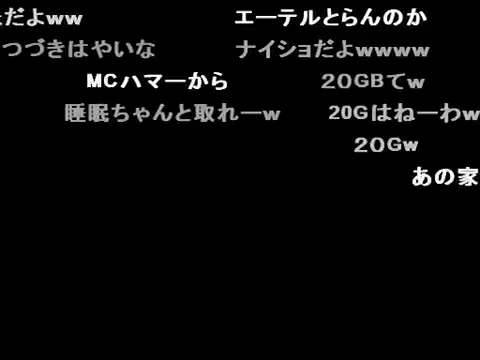 だよww
エーテルとらんのか
つづきはやいな
ナイショだよwwww
MCハマーから
20GBてw
睡眠ちゃんと取れーw
20Gはねーわw
20Gw
あの家